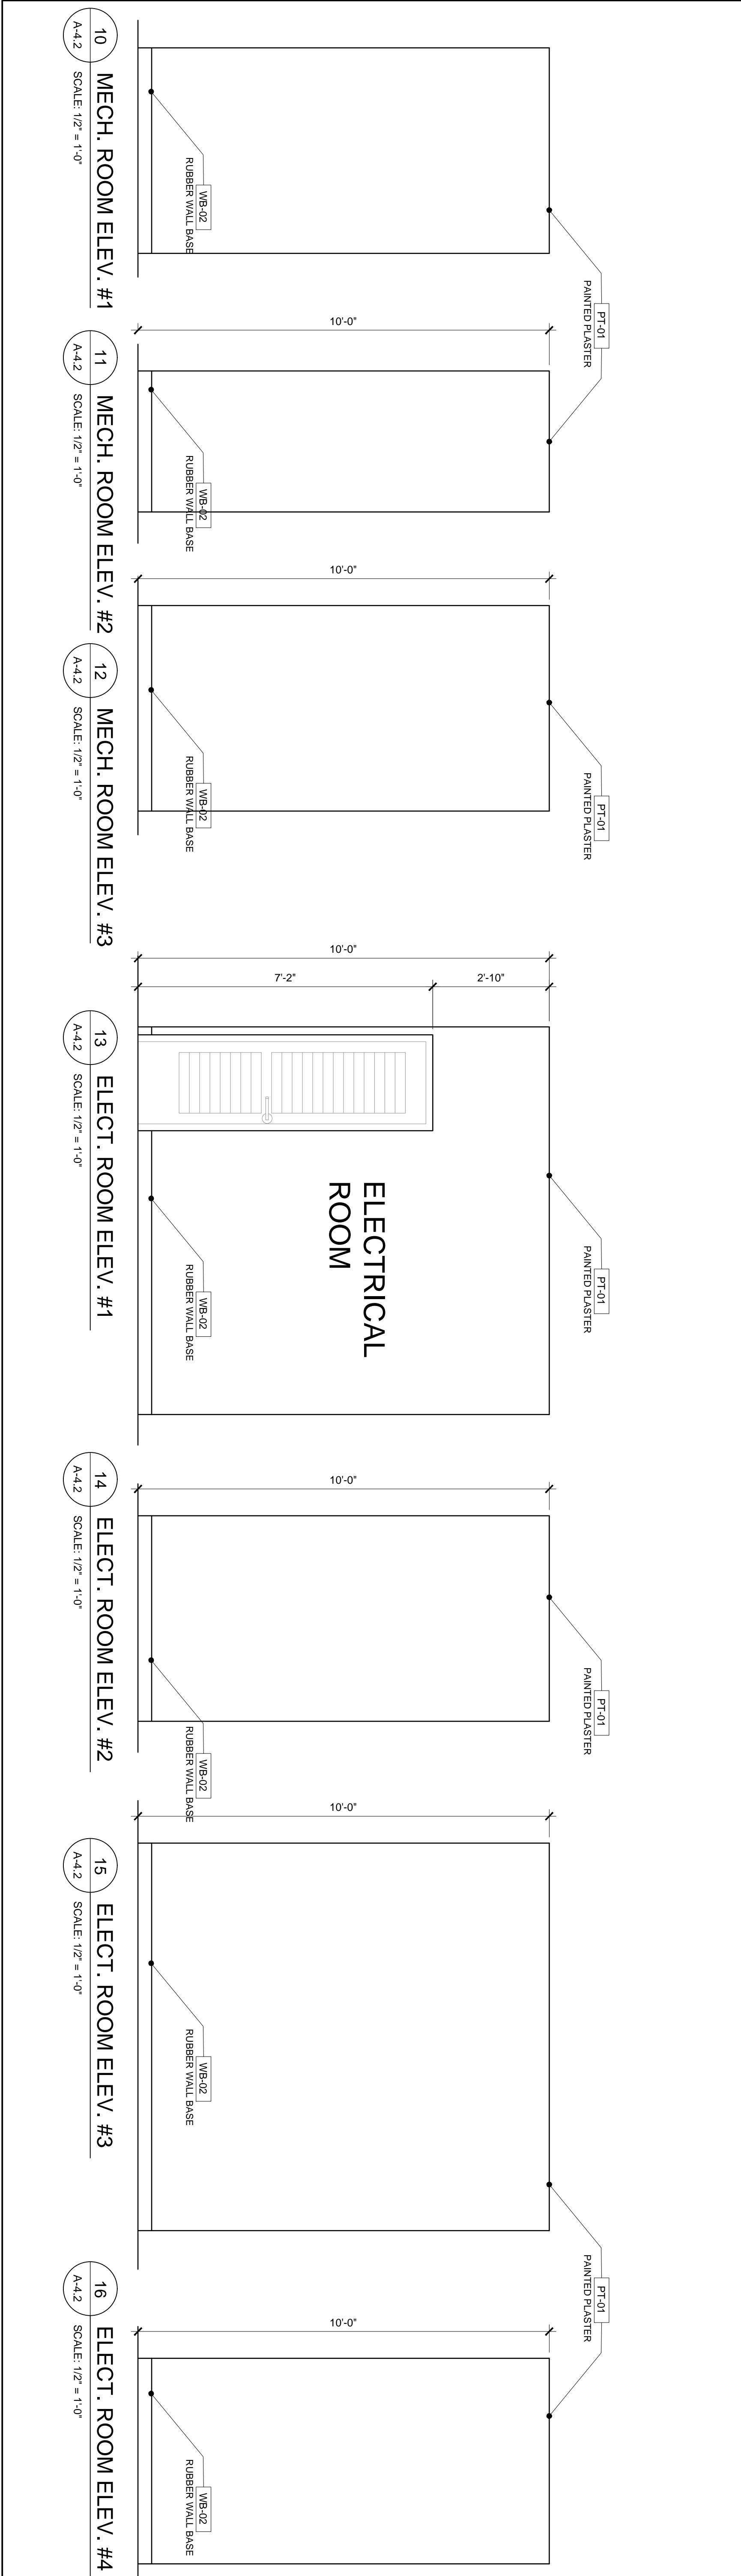 PT-01
PAINTED PLASTER
WB-02
RUBBER WALL BASE
10
A-4.2
MECH. ROOM ELEV. #1
SCALE: 1/2" = 1'-0"
10'-0"
WB-02
RUBBER WALL BASE
11
A-4.2
MECH. ROOM ELEV. #2
SCALE: 1/2" = 1'-0"
PT-01
PAINTED PLASTER
10'-0"
WB-02
RUBBER WALL BASE
12
A-4.2
MECH. ROOM ELEV. #3
SCALE: 1/2" = 1'-0"
PT-01
PAINTED PLASTER
10'-0"
2'-10"
7'-2"
ELECTRICAL
ROOM
WB-02
RUBBER WALL BASE
13
A-4.2
ELECT. ROOM ELEV. #1
SCALE: 1/2" = 1'-0"
PT-01
PAINTED PLASTER
10'-0"
WB-02
RUBBER WALL BASE
14
A-4.2
ELECT. ROOM ELEV. #2
SCALE: 1/2" = 1'-0"
PT-01
PAINTED PLASTER
10'-0"
WB-02
RUBBER WALL BASE
15
A-4.2
ELECT. ROOM ELEV. #3
SCALE: 1/2" = 1'-0"
10'-0"
WB-02
RUBBER WALL BASE
16
A-4.2
ELECT. ROOM ELEV. #4
SCALE: 1/2" = 1'-0"